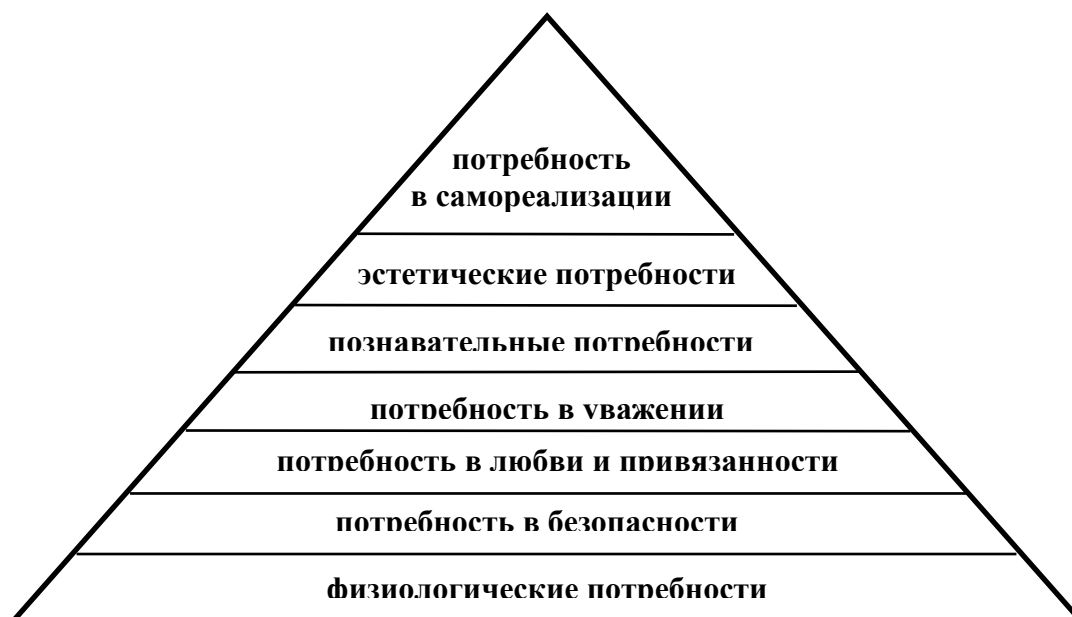 потребность
в самореализации
эстетические потребности
познавательные потребности
потребность в уважении
потребность в любви и привязанности
потребность в безопасности
физиологические потребности